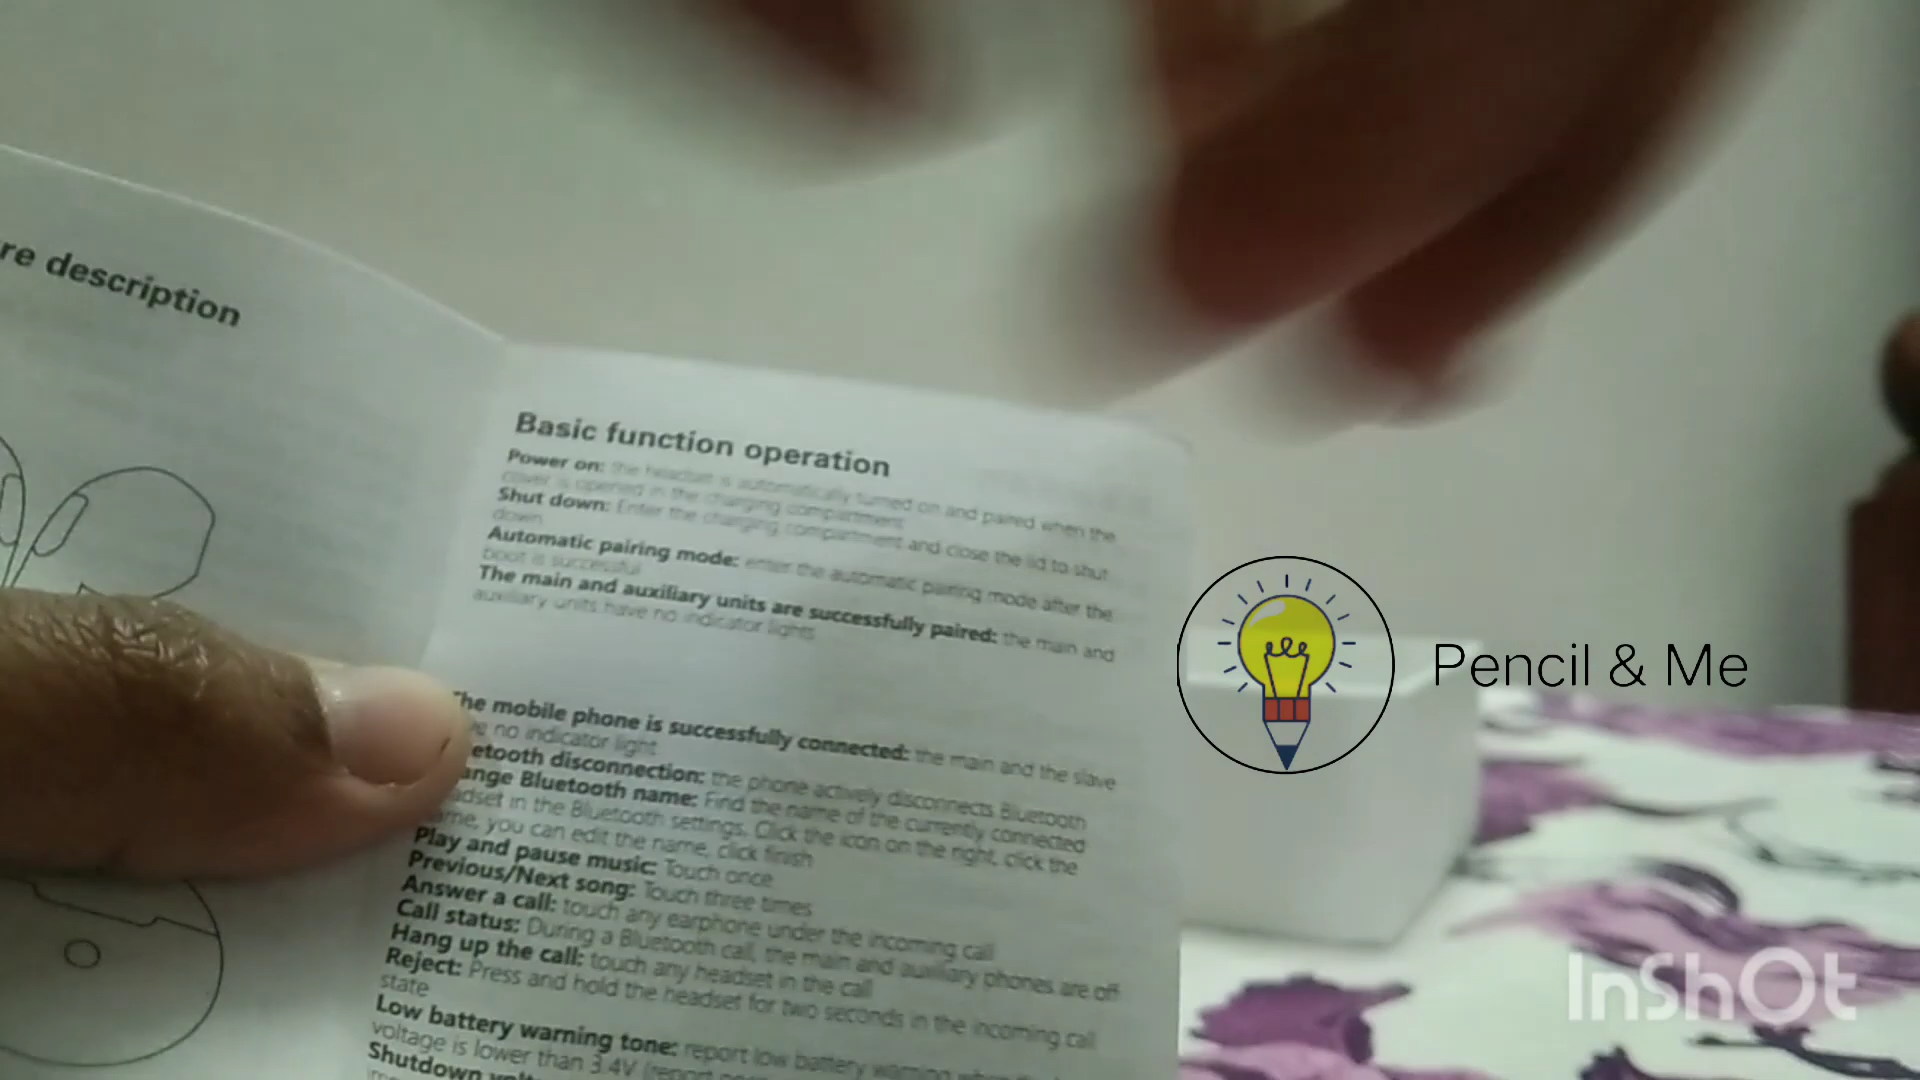 re description
Basic function operation
Power on: the headset is automatically turned on and paired when the
cover is opened in the charging compartment
Shut down: Enter the charging compartment and close the lid to shut
down
Automatic pairing mode: enter the automatic pairing mode after the
boot is successful
The main and auxiliary units are successfully paired: the main and
auxiliary units have no indicator lights
The mobile phone is successfully connected: the main and the slave
no indicator light
etooth disconnection: the phone actively disconnects Bluetooth
ange Bluetooth name: Find the name of the currently connected
adset in the Bluetooth settings. Click the icon on the right, click the
ame, you can edit the name, click finish
Play and pause music: Touch once
Previous/Next song: Touch three times
Answer a call: touch any earphone under the incoming call
Call status: During a Bluetooth call, the main and auxiliary phones are off
Hang up the call: touch any headset in the call
Reject: Press and hold the headset for two seconds in the incoming call
state
Low battery warning tone: report low battery warning when
voltage is lower than 3.4V (report
Shutdown
Pencil & Me
InShOt